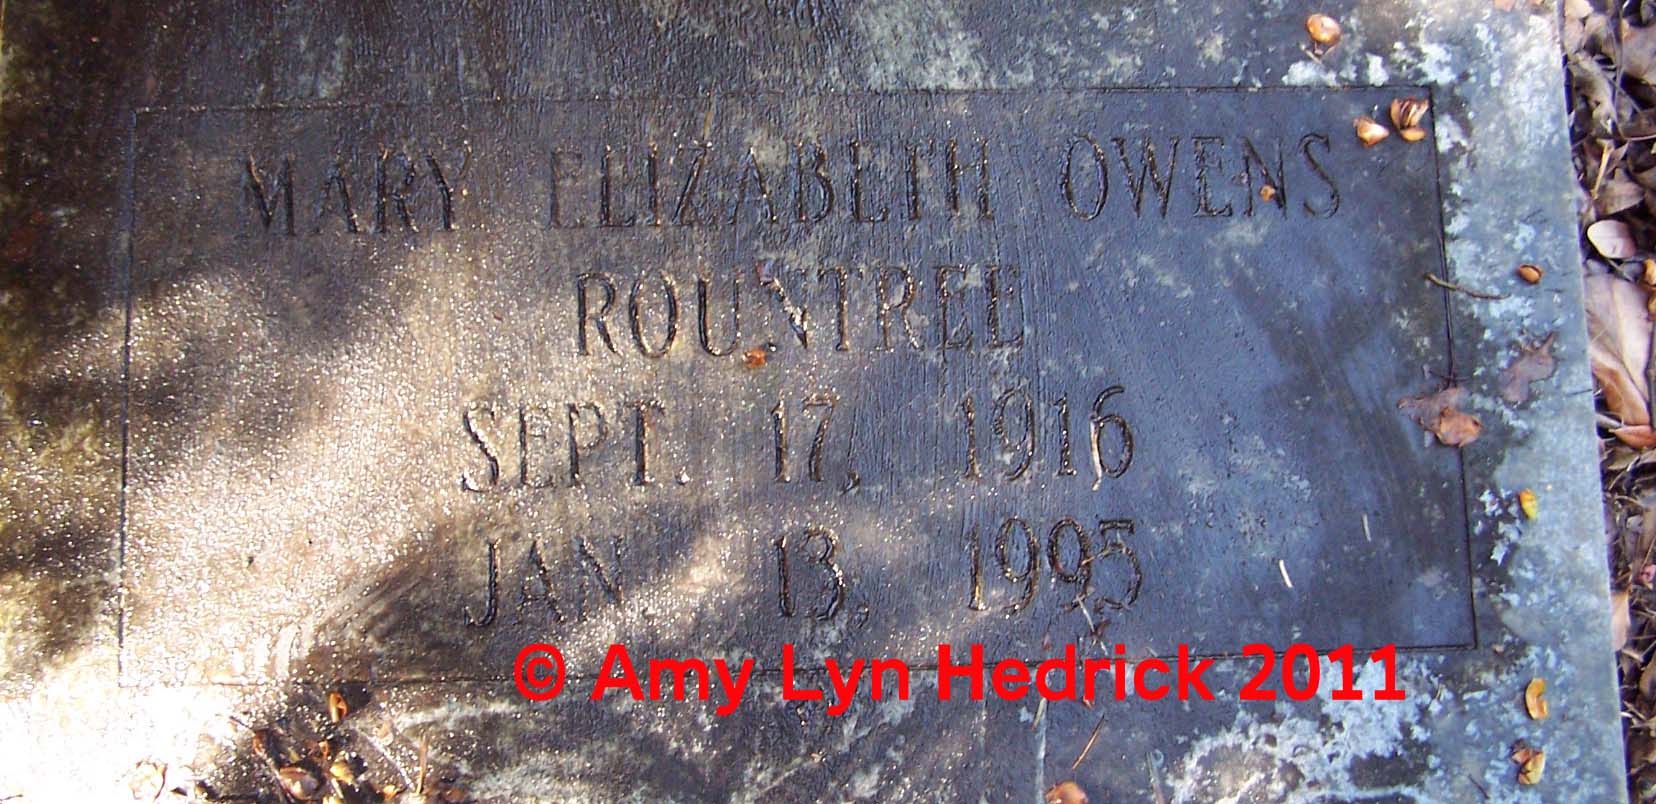 MARY ELIZABETH OWENS
ROUNTREE
SEPT. 17, 1916
JAN. 13, 1995
© Amy Lyn Hedrick 2011